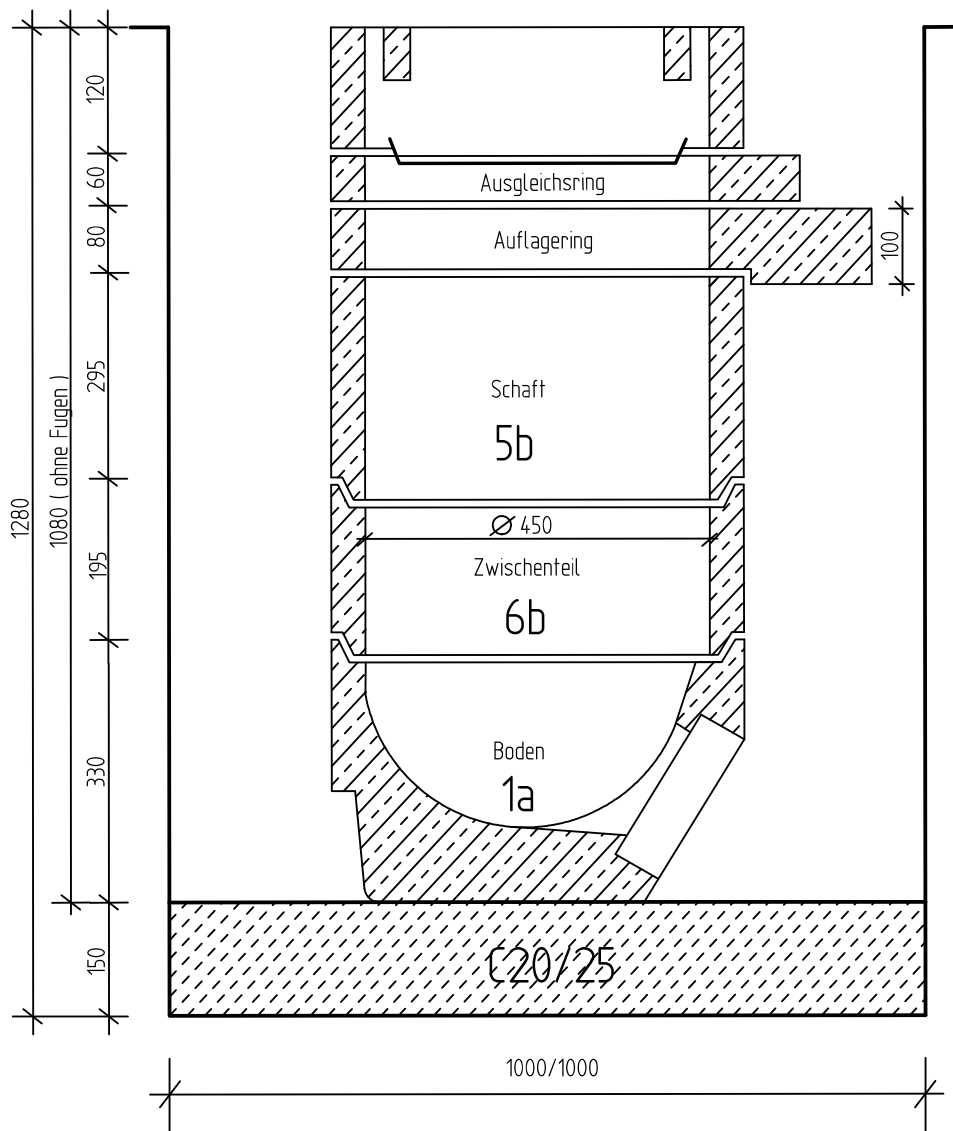 120
60
Ausgleichsring
80
Auflagering
100
295
Schaft
5b
1080 ( ohne Fugen )
1280
Ø 450
195
Zwischenteil
6b
330
Boden
1a
150
C20/25
1000/1000